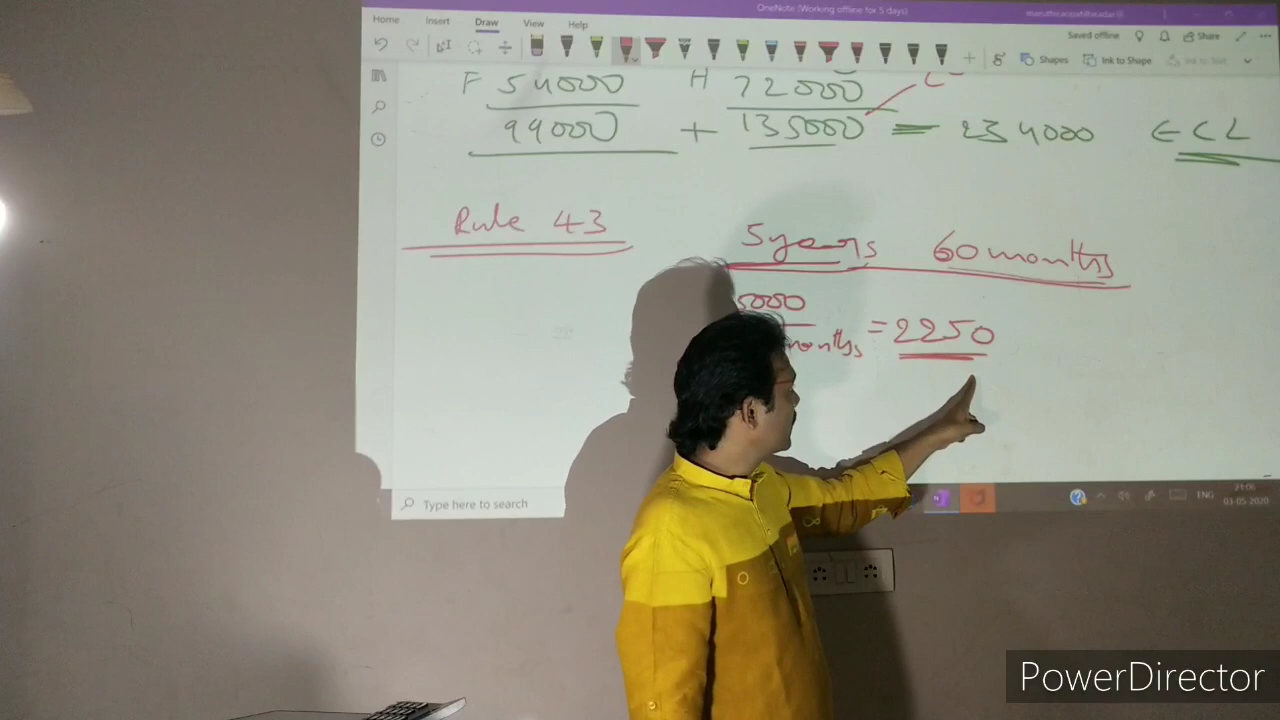 OneNote (Working offline for 5 days)
Home Insert Draw View Help
Saved offline Share
Shapes Ink to Shape Ink to Text
F 54000 H 72000
99000 + 135000 = 234000 ECL
Rule 43
5years 60months
5000
months = 2250
Type here to search
ENG 21:06
03-05-2020
PowerDirector